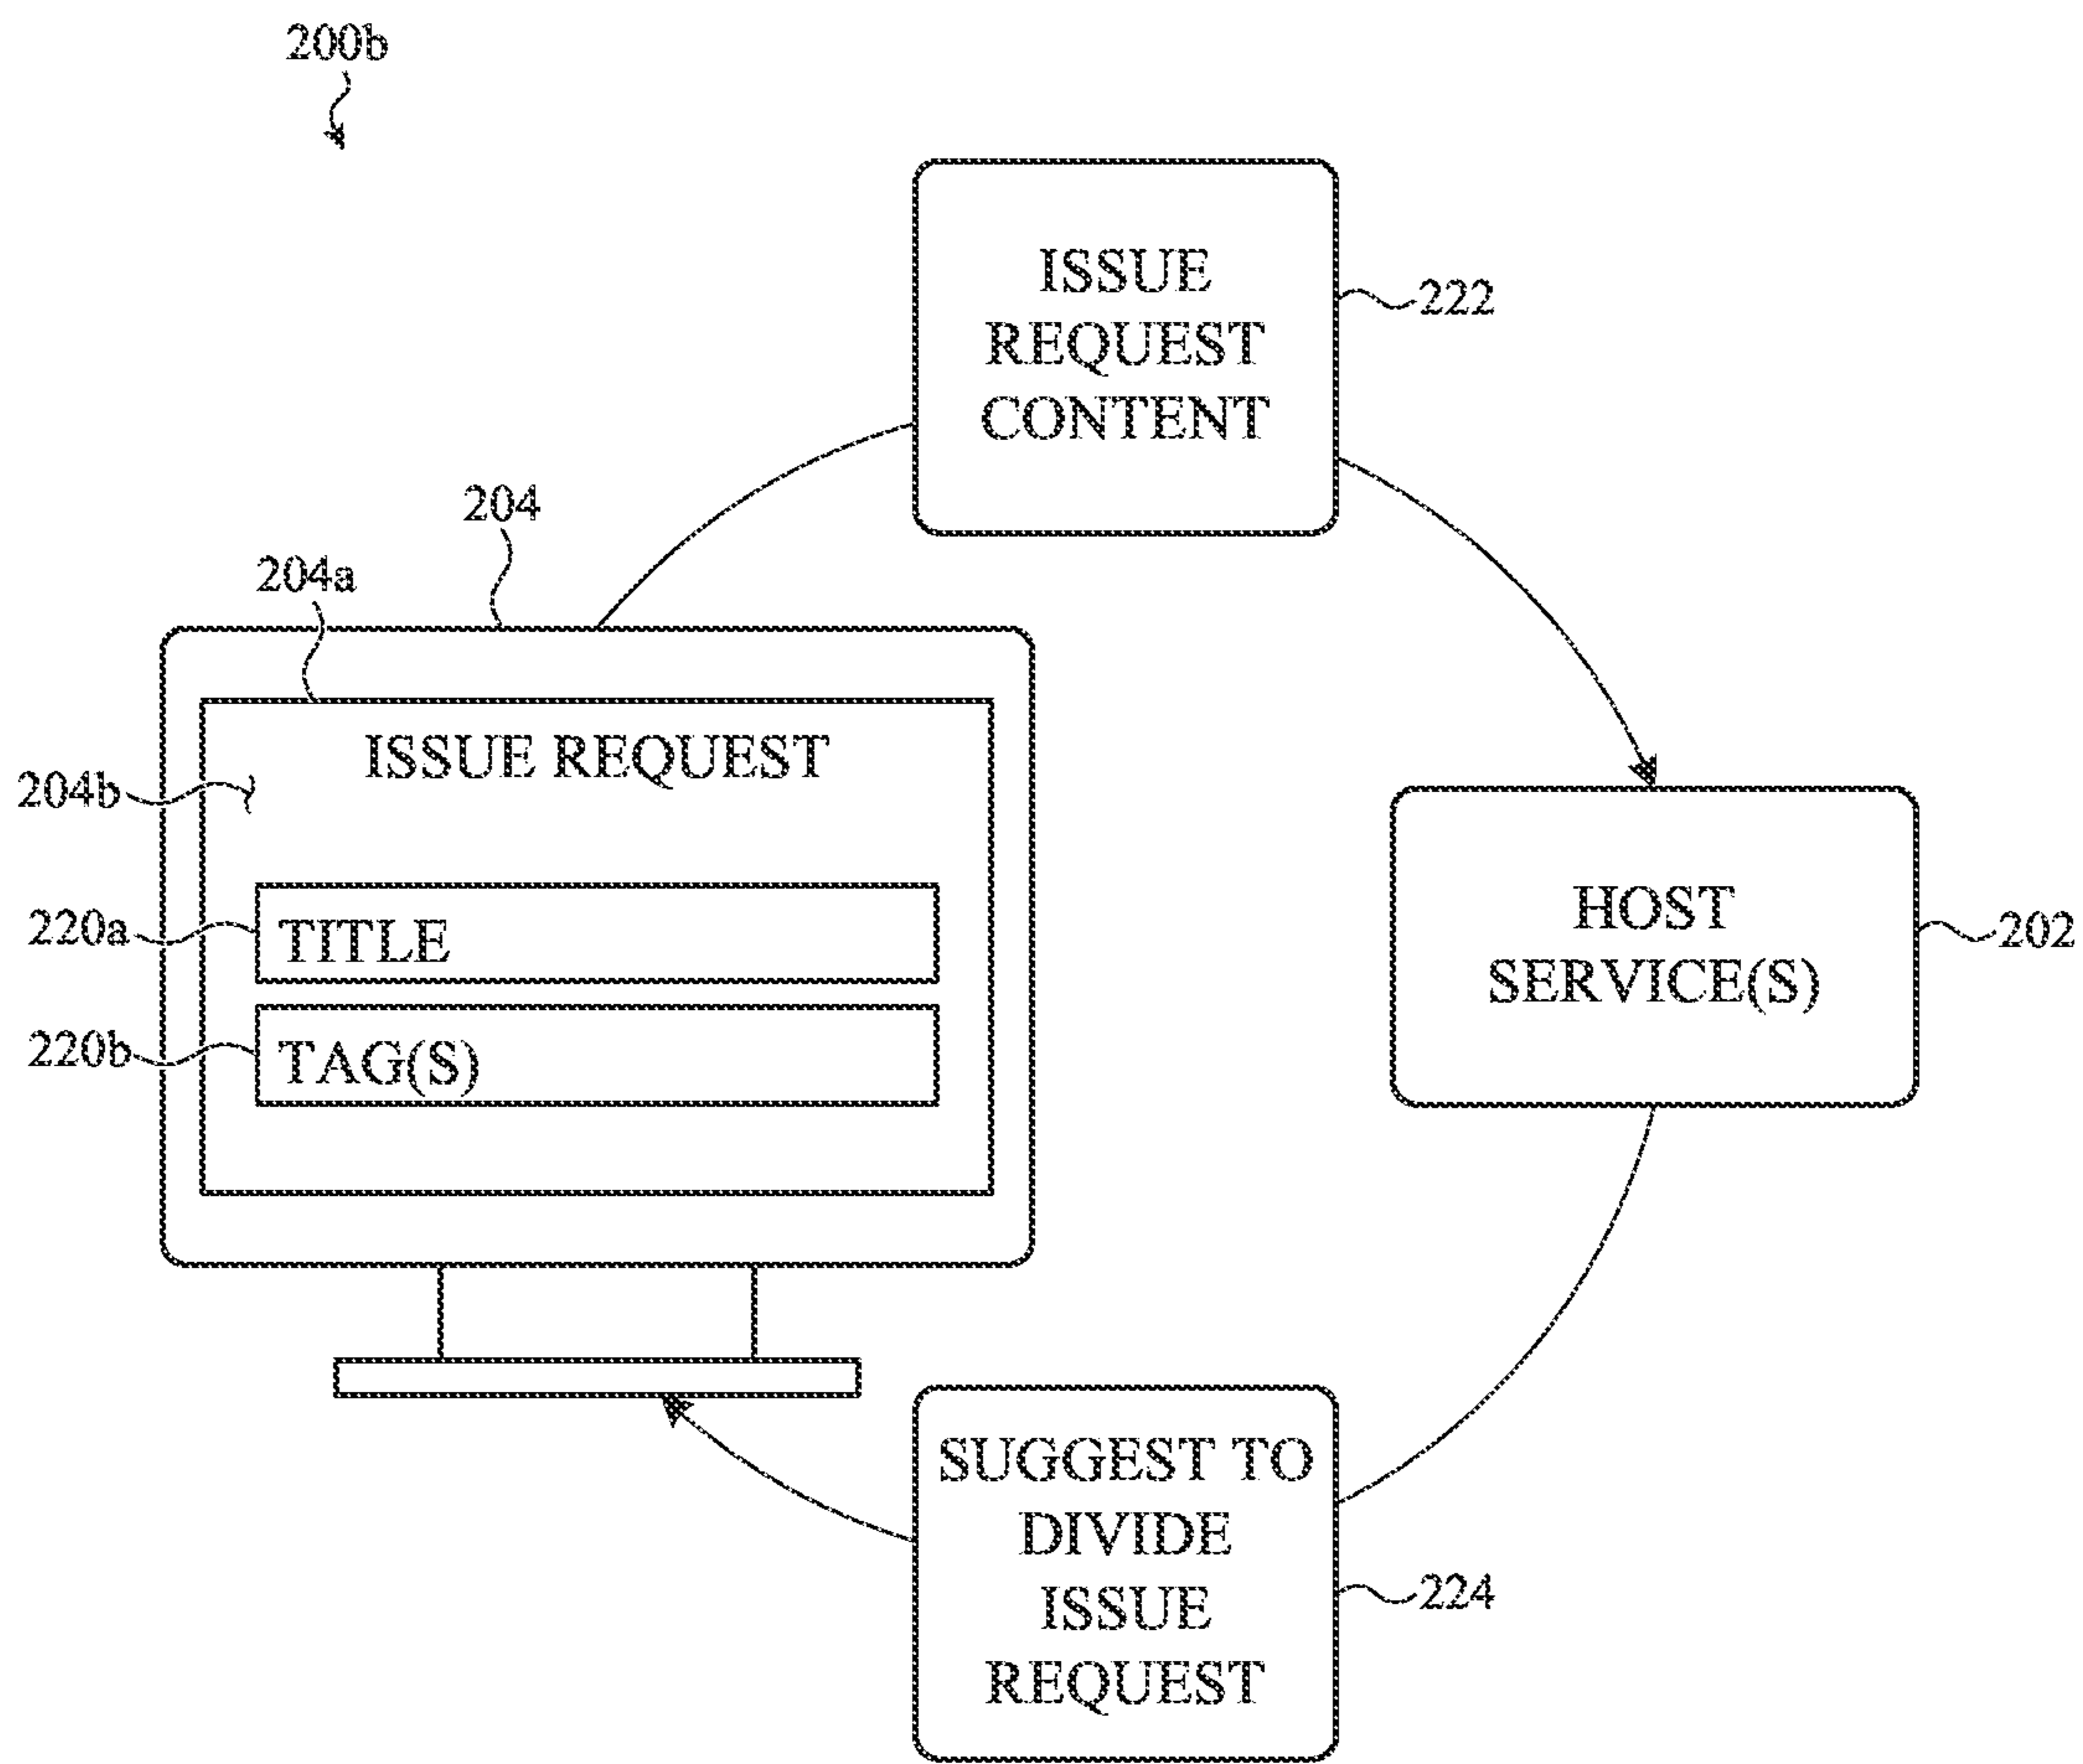 200b
ISSUE
REQUEST
CONTENT
222
204
204a
ISSUE REQUEST
204b
220a
TITLE
220b
TAG(S)
HOST
SERVICE(S)
202
SUGGEST TO
DIVIDE
ISSUE
REQUEST
224